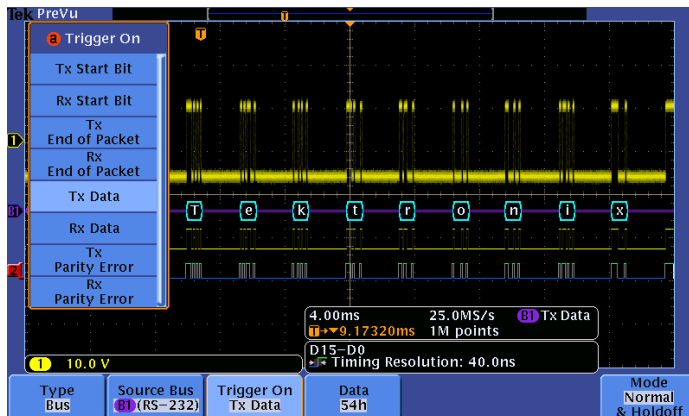 Tek PreVu
T
T
a Trigger On
Tx Start Bit
Rx Start Bit
Tx
End of Packet
Rx
End of Packet
Tx Data
Rx Data
Tx
Parity Error
Rx
Parity Error
1
B1
T e k t r o n i x
2
4.00ms 25.0MS/s B1 Tx Data
T→▼9.17320ms 1M points
D15-D0
Timing Resolution: 40.0ns
1 10.0 V
Type
Bus
Source Bus
B1 (RS-232)
Trigger On
Tx Data
Data
54h
Mode
Normal
& Holdoff